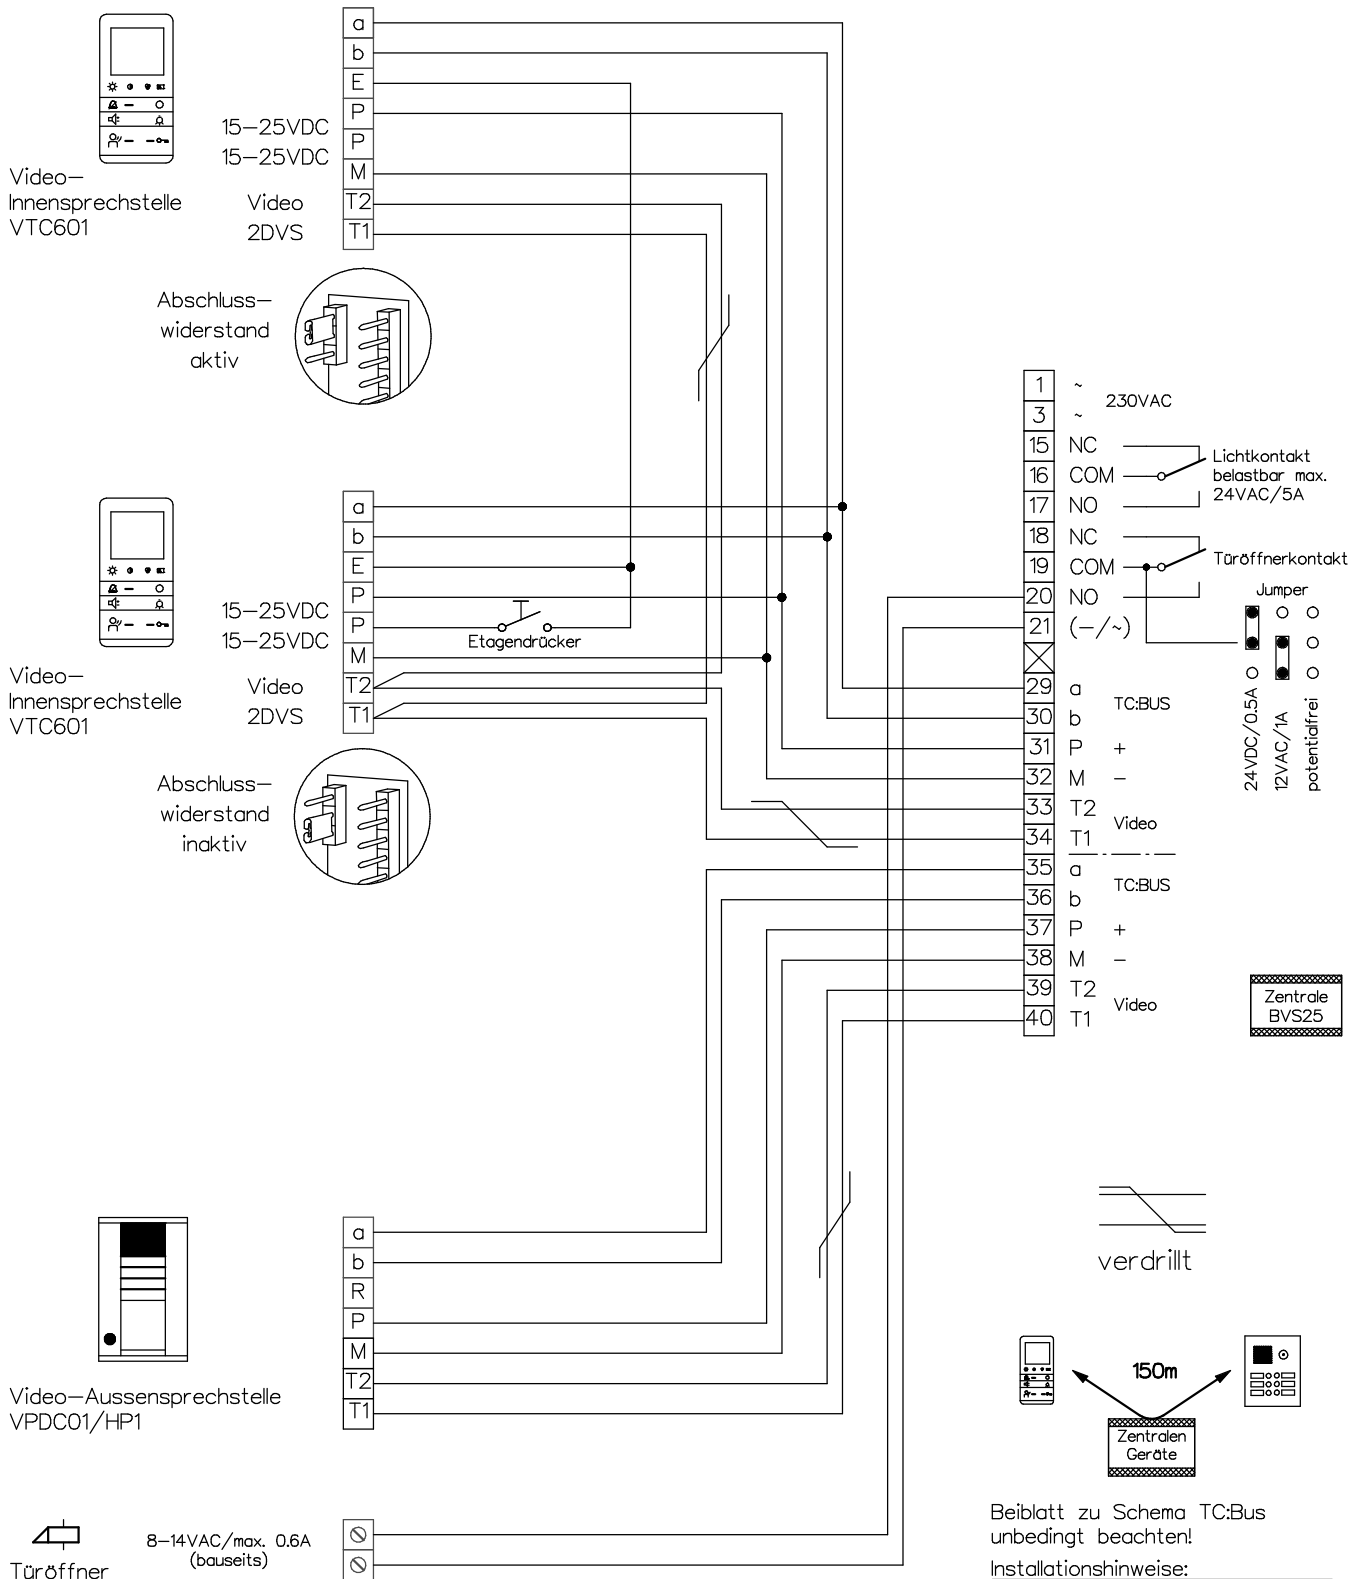 a
b
E
P
15–25VDC
P
15–25VDC
M
Video–
Innensprechstelle
VTC601
Video
T2
2DVS
T1
Abschluss–
widerstand
aktiv
1 ~
230VAC
3 ~
15 NC
16 COM
17 NO
Lichtkontakt
belastbar max.
24VAC/5A
18 NC
19 COM
20 NO
Türöffnerkontakt
21 (–/~)
Jumper
24VDC/0.5A
12VAC/1A
potentialfrei
a
b
E
P
15–25VDC
P
15–25VDC
Etagendrücker
M
Video–
Innensprechstelle
VTC601
Video
T2
2DVS
T1
Abschluss–
widerstand
inaktiv
29 a
TC:BUS
30 b
31 P +
32 M –
33 T2
Video
34 T1
35 a
TC:BUS
36 b
37 P +
38 M –
39 T2
Video
40 T1
Zentrale
BVS25
verdrillt
a
b
R
P
M
T2
T1
Video–Aussensprechstelle
VPDC01/HP1
150m
Zentralen
Geräte
Türöffner
8–14VAC/max. 0.6A
(bauseits)
Beiblatt zu Schema TC:Bus
unbedingt beachten!
Installationshinweise: